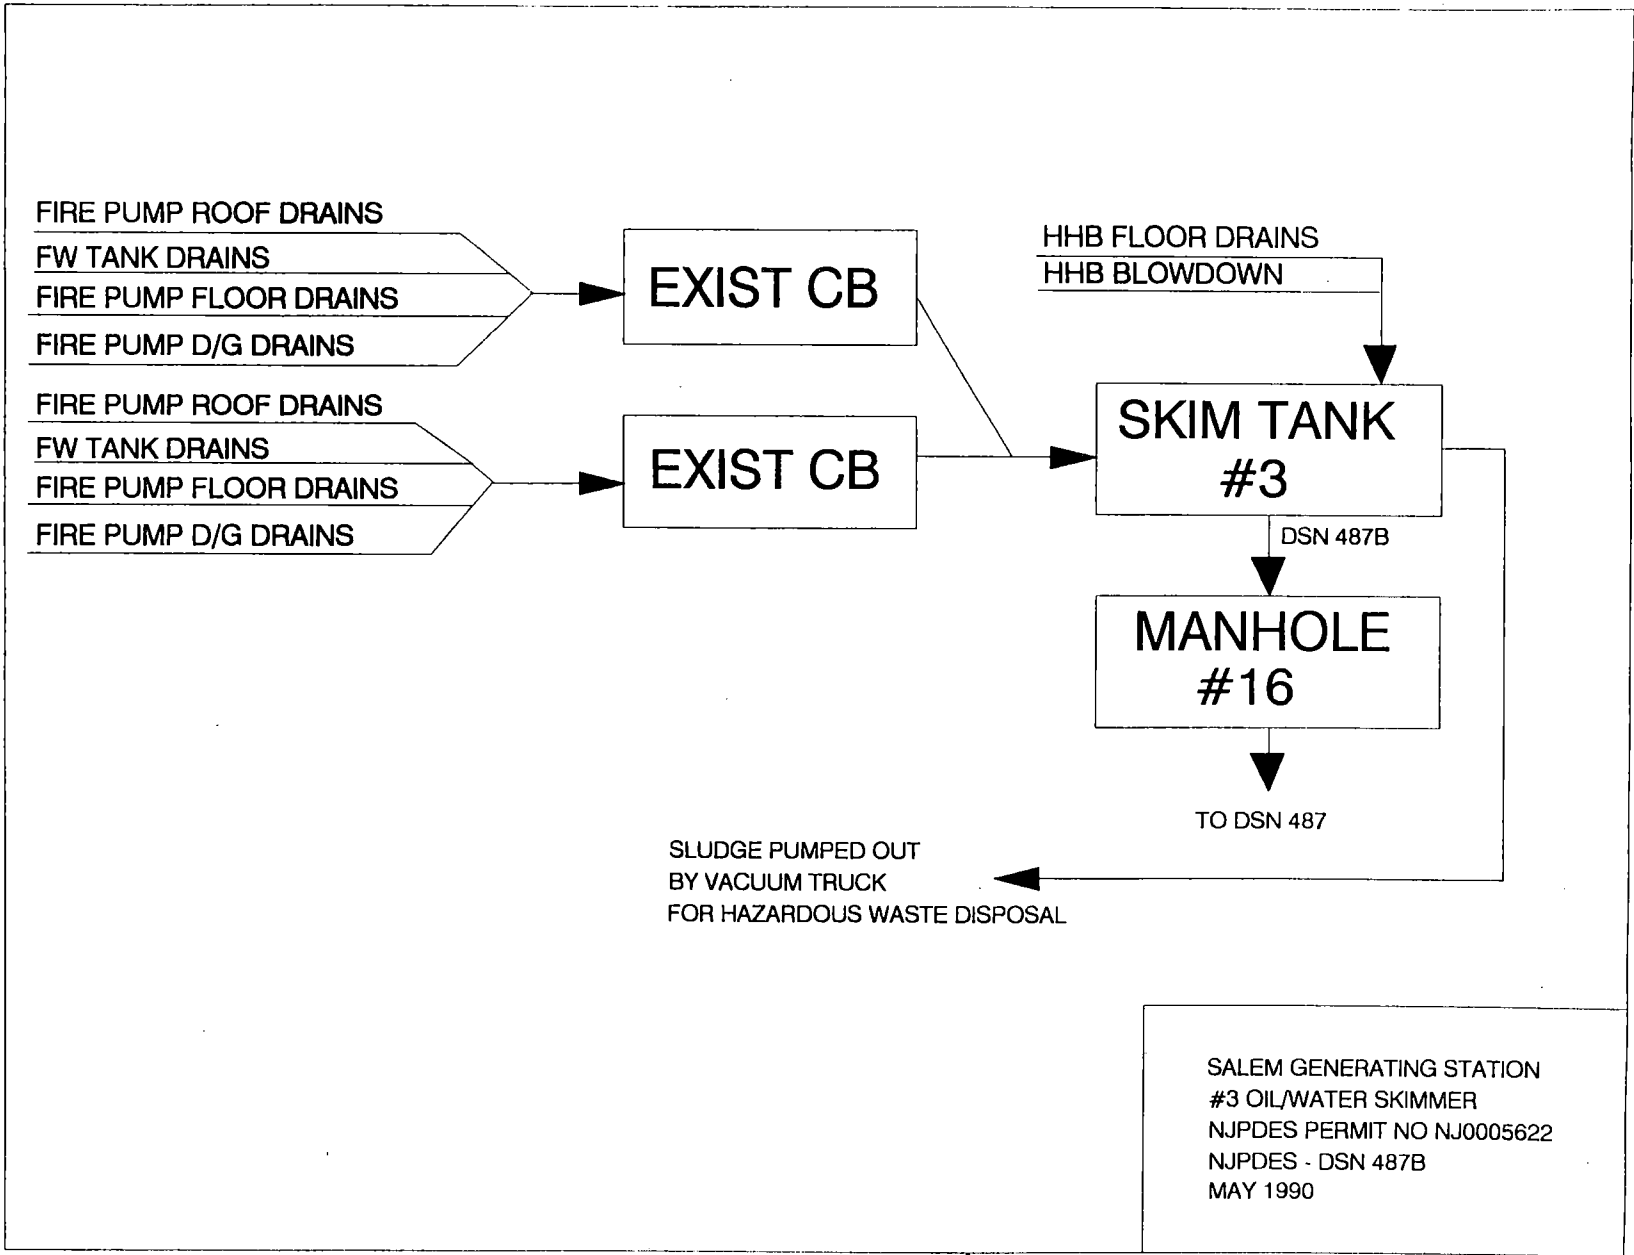 FIRE PUMP ROOF DRAINS
FW TANK DRAINS
FIRE PUMP FLOOR DRAINS
FIRE PUMP D/G DRAINS
EXIST CB
HHB FLOOR DRAINS
HHB BLOWDOWN
FIRE PUMP ROOF DRAINS
FW TANK DRAINS
FIRE PUMP FLOOR DRAINS
FIRE PUMP D/G DRAINS
EXIST CB
SKIM TANK
#3
DSN 487B
MANHOLE
#16
TO DSN 487
SLUDGE PUMPED OUT
BY VACUUM TRUCK
FOR HAZARDOUS WASTE DISPOSAL
SALEM GENERATING STATION
#3 OIL/WATER SKIMMER
NJPDES PERMIT NO NJ0005622
NJPDES - DSN 487B
MAY 1990